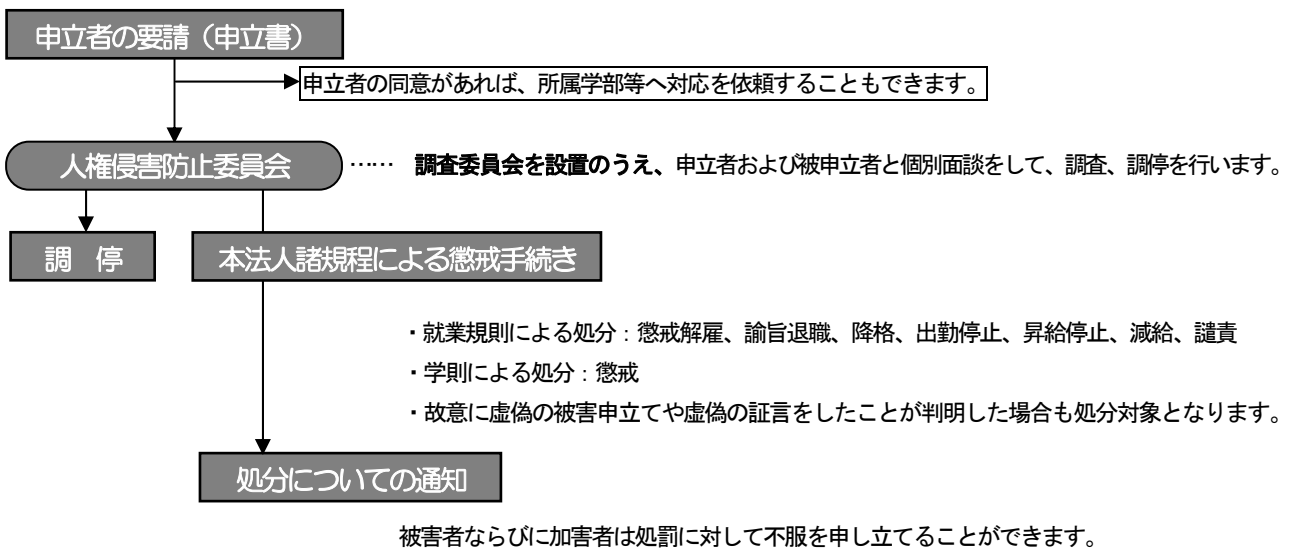 申立者の要請（申立書）
申立者の同意があれば、所属学部等へ対応を依頼することもできます。
人権侵害防止委員会 …… 調査委員会を設置のうえ、申立者および被申立者と個別面談をして、調査、調停を行います。
調 停
本法人諸規程による懲戒手続き
・就業規則による処分：懲戒解雇、諭旨退職、降格、出勤停止、昇給停止、減給、譴責
・学則による処分：懲戒
・故意に虚偽の被害申立てや虚偽の証言をしたことが判明した場合も処分対象となります。
処分についての通知
被害者ならびに加害者は処罰に対して不服を申し立てることができます。